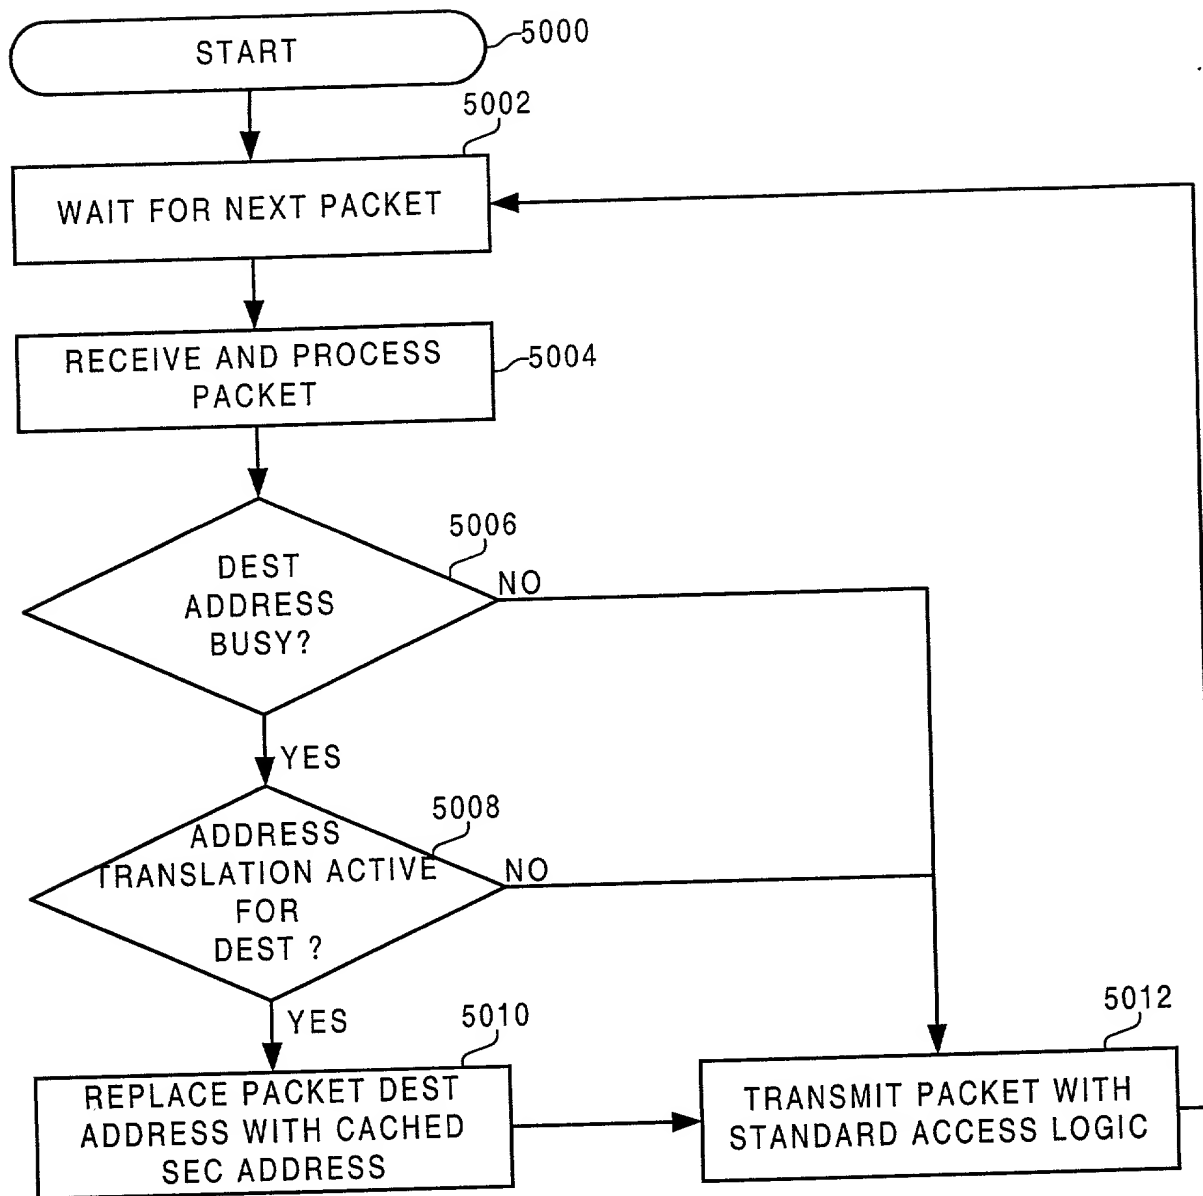 START
5000
5002
WAIT FOR NEXT PACKET
RECEIVE AND PROCESS
PACKET
5004
5006
DEST
ADDRESS
BUSY?
NO
YES
5008
ADDRESS
TRANSLATION ACTIVE
FOR
DEST ?
NO
YES
5010
REPLACE PACKET DEST
ADDRESS WITH CACHED
SEC ADDRESS
5012
TRANSMIT PACKET WITH
STANDARD ACCESS LOGIC